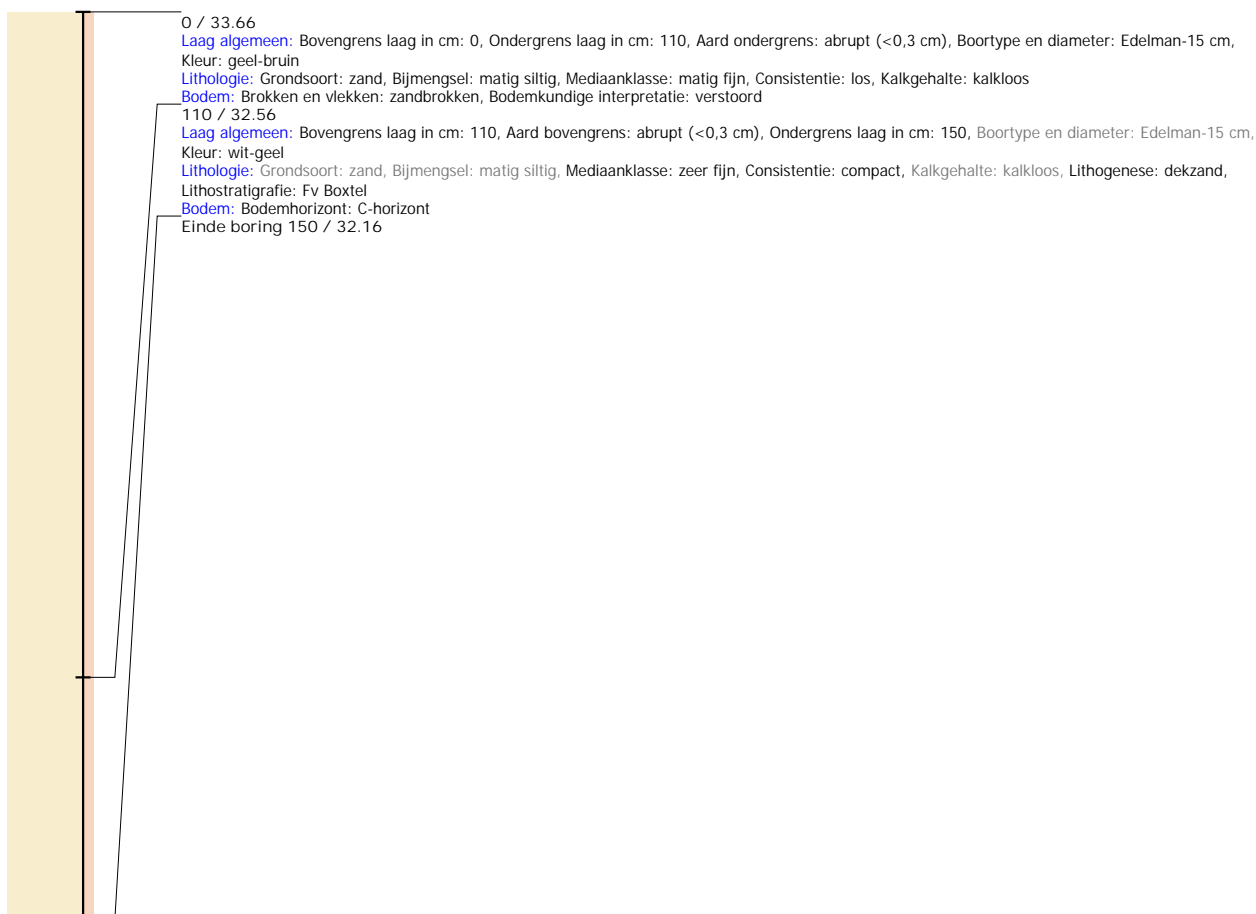 0 / 33.66
Laag algemeen: Bovengrens laag in cm: 0, Ondergrens laag in cm: 110, Aard ondergrens: abrupt (<0,3 cm), Boortype en diameter: Edelman-15 cm,
Kleur: geel-bruin
Lithologie: Grondsoort: zand, Bijmengsel: matig siltig, Mediaanklasse: matig fijn, Consistentie: los, Kalkgehalte: kalkloos
Bodem: Brokken en vlekken: zandbrokken, Bodemkundige interpretatie: verstoord
110 / 32.56
Laag algemeen: Bovengrens laag in cm: 110, Aard bovengrens: abrupt (<0,3 cm), Ondergrens laag in cm: 150, Boortype en diameter: Edelman-15 cm,
Kleur: wit-geel
Lithologie: Grondsoort: zand, Bijmengsel: matig siltig, Mediaanklasse: zeer fijn, Consistentie: compact, Kalkgehalte: kalkloos, Lithogenese: dekzand,
Lithostratigrafie: Fv Boxtel
Bodem: Bodemhorizont: C-horizont
Einde boring 150 / 32.16